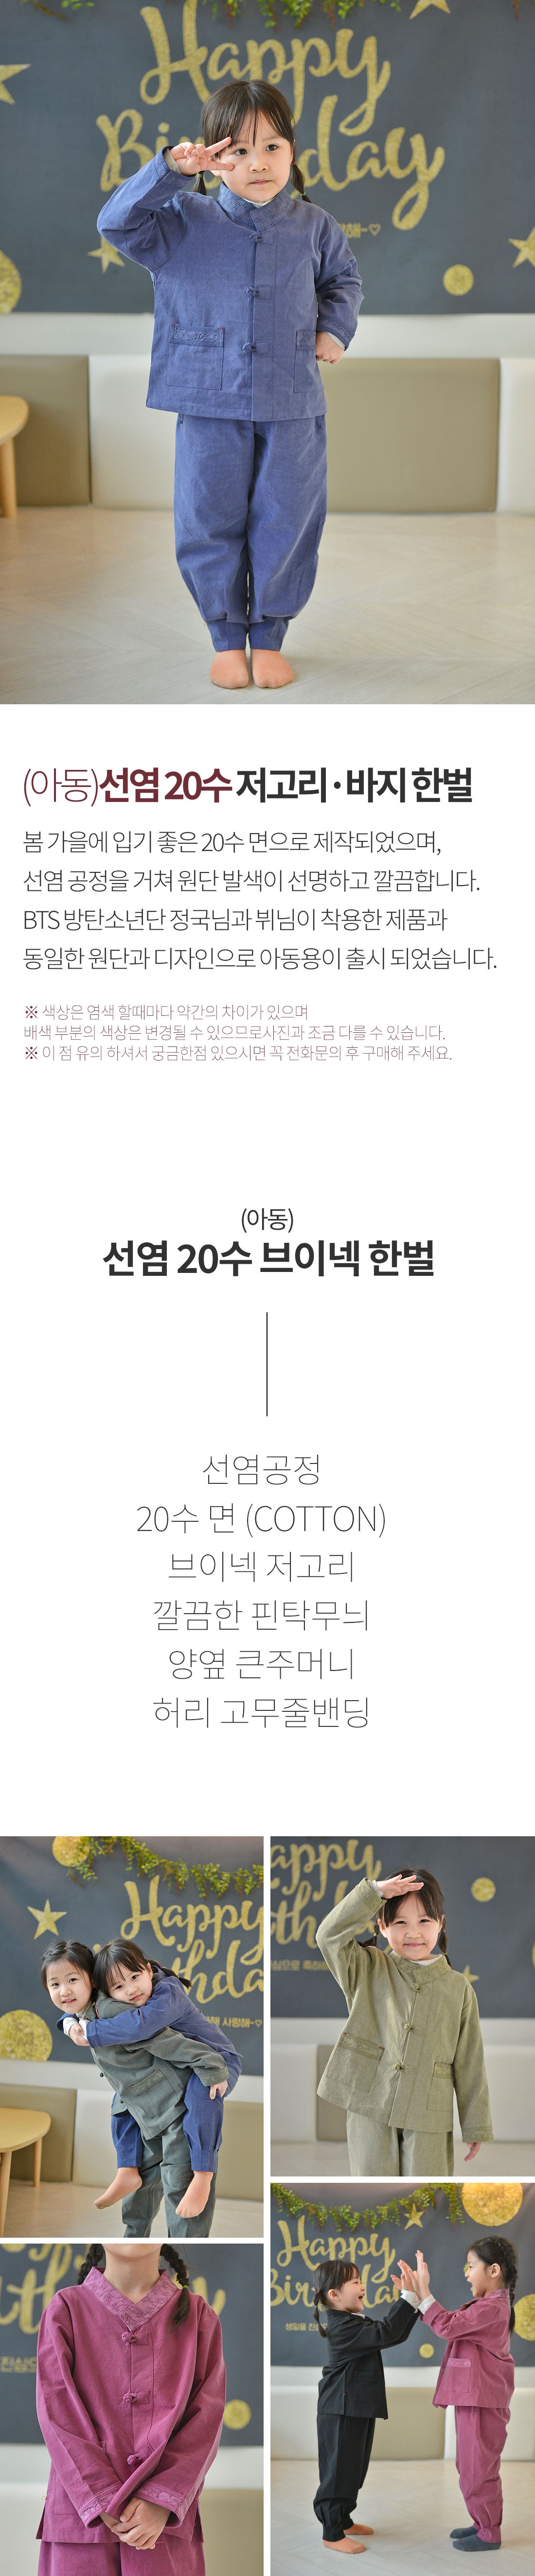 Happy
Birthday
해~♡
(아동)선염 20수 저고리·바지 한벌
봄 가을에 입기 좋은 20수 면으로 제작되었으며,
선염 공정을 거쳐 원단 발색이 선명하고 깔끔합니다.
BTS 방탄소년단 정국님과 뷔님이 착용한 제품과
동일한 원단과 디자인으로 아동용이 출시 되었습니다.
※ 색상은 염색 할때마다 약간의 차이가 있으며
배색 부분의 색상은 변경될 수 있으므로사진과 조금 다를 수 있습니다.
※ 이 점 유의 하셔서 궁금한점 있으시면 꼭 전화문의 후 구매해 주세요.
(아동)
선염 20수 브이넥 한벌
선염공정
20수 면 (COTTON)
브이넥 저고리
깔끔한 핀탁무늬
양옆 큰주머니
허리 고무줄밴딩
Happy
사랑해~♡
Happy